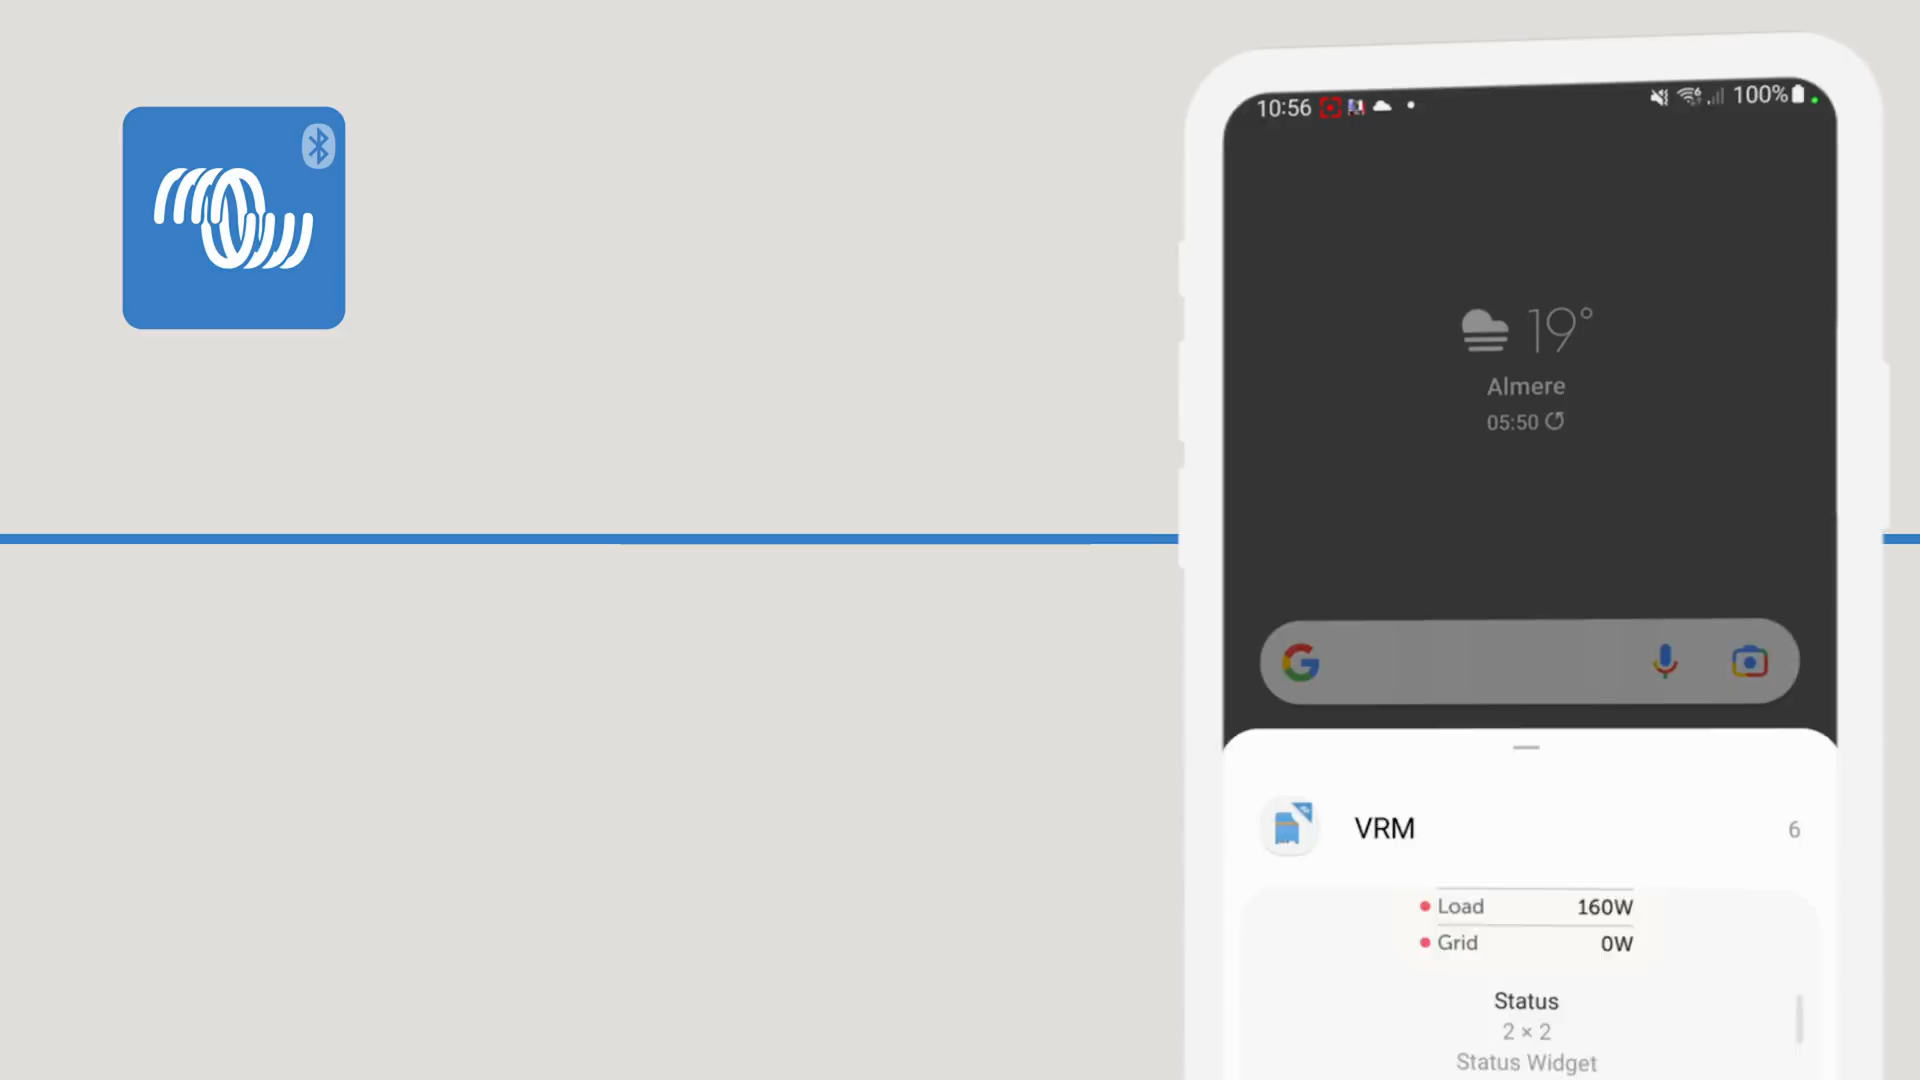 10:56
100%
19°
Almere
05:50
VRM
6
Load 160W
Grid 0W
Status
2 × 2
Status Widget